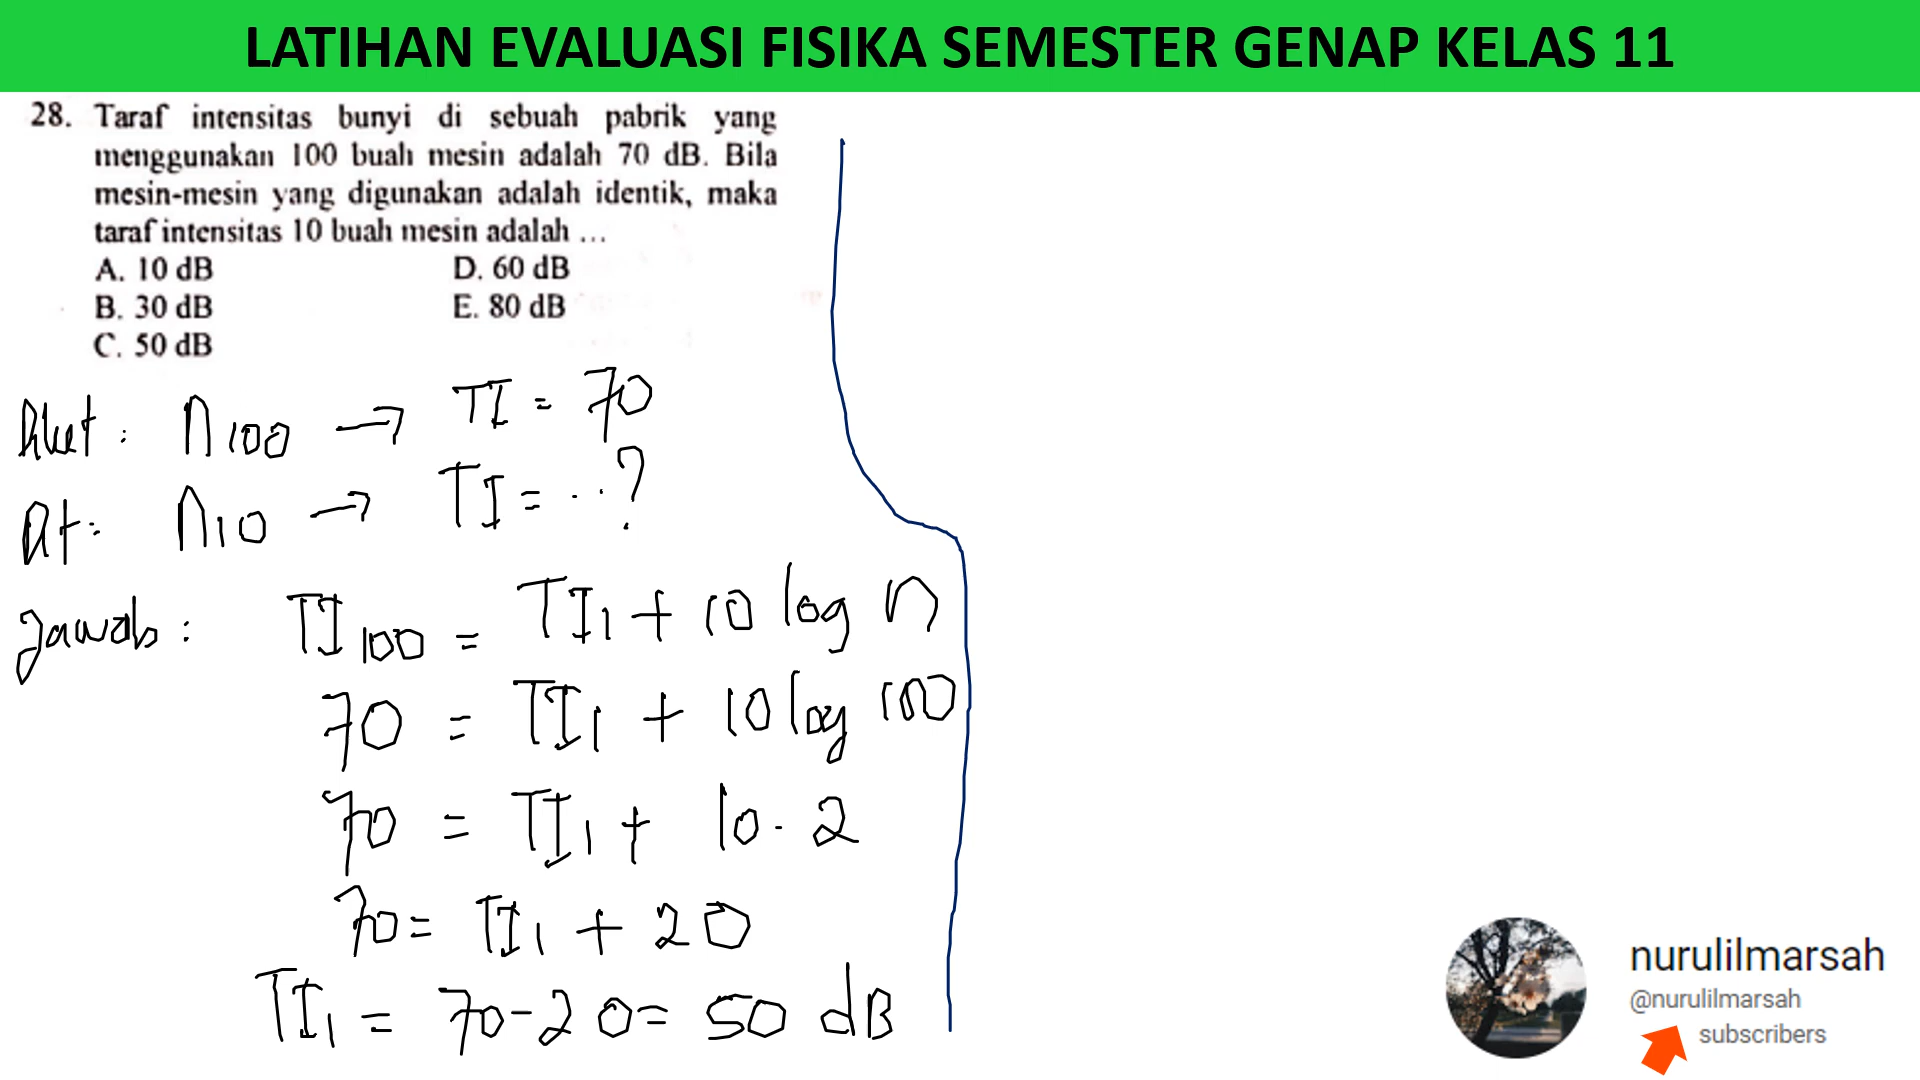 LATIHAN EVALUASI FISIKA SEMESTER GENAP KELAS 11
28. Taraf intensitas bunyi di sebuah pabrik yang
menggunakan 100 buah mesin adalah 70 dB. Bila
mesin-mesin yang digunakan adalah identik, maka
taraf intensitas 10 buah mesin adalah ...
A. 10 dB
B. 30 dB
C. 50 dB
D. 60 dB
E. 80 dB
Dket : n100 → TI = 70
Dt : n10 → TI = ...?
Jawab : TI100 = TI1 + 10 log n
70 = TI1 + 10 log 100
70 = TI1 + 10 . 2
70 = TI1 + 20
TI1 = 70 - 20 = 50 dB
nurulilmarsah
@nurulilmarsah
subscribers